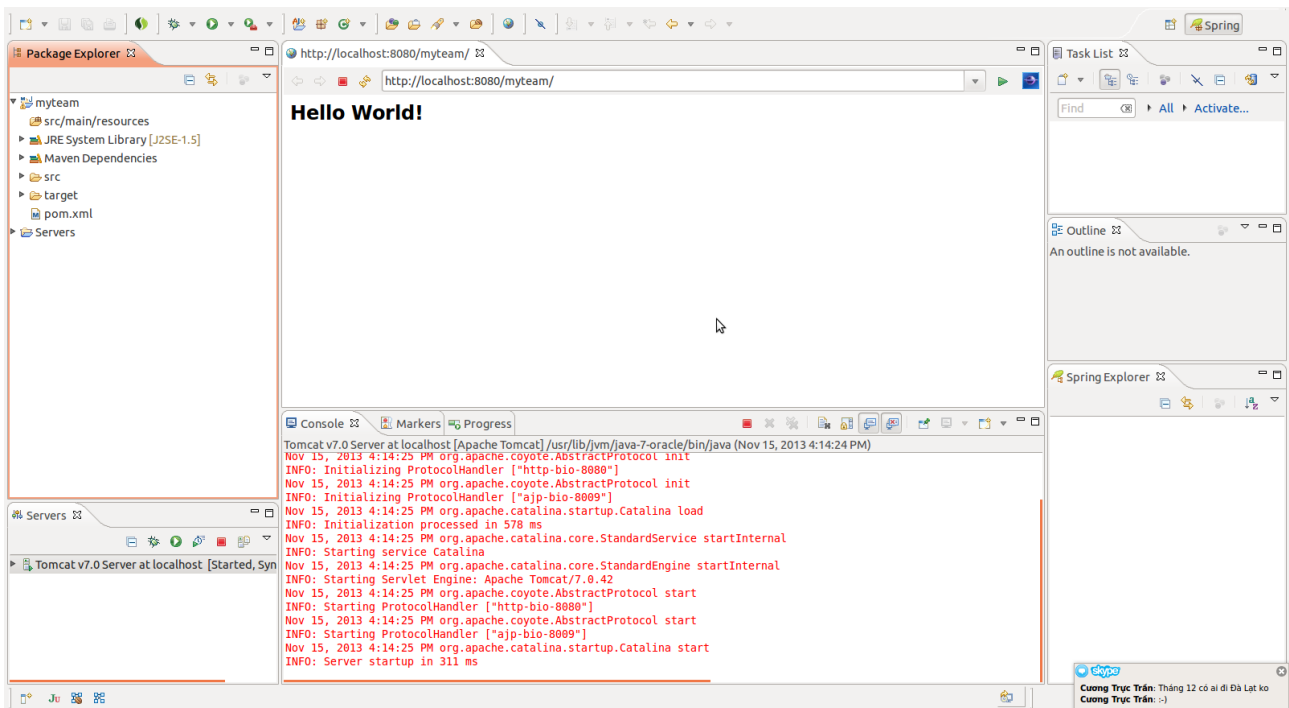 Spring
Package Explorer
myteam
src/main/resources
JRE System Library [J2SE-1.5]
Maven Dependencies
src
target
pom.xml
Servers
http://localhost:8080/myteam/
http://localhost:8080/myteam/
Hello World!
Task List
Find
All
Activate...
Outline
An outline is not available.
Spring Explorer
Servers
Tomcat v7.0 Server at localhost [Started, Syn
Console
Markers
Progress
Tomcat v7.0 Server at localhost [Apache Tomcat] /usr/lib/jvm/java-7-oracle/bin/java (Nov 15, 2013 4:14:24 PM)
Nov 15, 2013 4:14:25 PM org.apache.coyote.AbstractProtocol init
INFO: Initializing ProtocolHandler ["http-bio-8080"]
Nov 15, 2013 4:14:25 PM org.apache.coyote.AbstractProtocol init
INFO: Initializing ProtocolHandler ["ajp-bio-8009"]
Nov 15, 2013 4:14:25 PM org.apache.catalina.startup.Catalina load
INFO: Initialization processed in 578 ms
Nov 15, 2013 4:14:25 PM org.apache.catalina.core.StandardService startInternal
INFO: Starting service Catalina
Nov 15, 2013 4:14:25 PM org.apache.catalina.core.StandardEngine startInternal
INFO: Starting Servlet Engine: Apache Tomcat/7.0.42
Nov 15, 2013 4:14:25 PM org.apache.coyote.AbstractProtocol start
INFO: Starting ProtocolHandler ["http-bio-8080"]
Nov 15, 2013 4:14:25 PM org.apache.coyote.AbstractProtocol start
INFO: Starting ProtocolHandler ["ajp-bio-8009"]
Nov 15, 2013 4:14:25 PM org.apache.catalina.startup.Catalina start
INFO: Server startup in 311 ms
Ju
skype
Cương Trực Trần: Tháng 12 có ai đi Đà Lạt ko
Cương Trực Trần: :-)